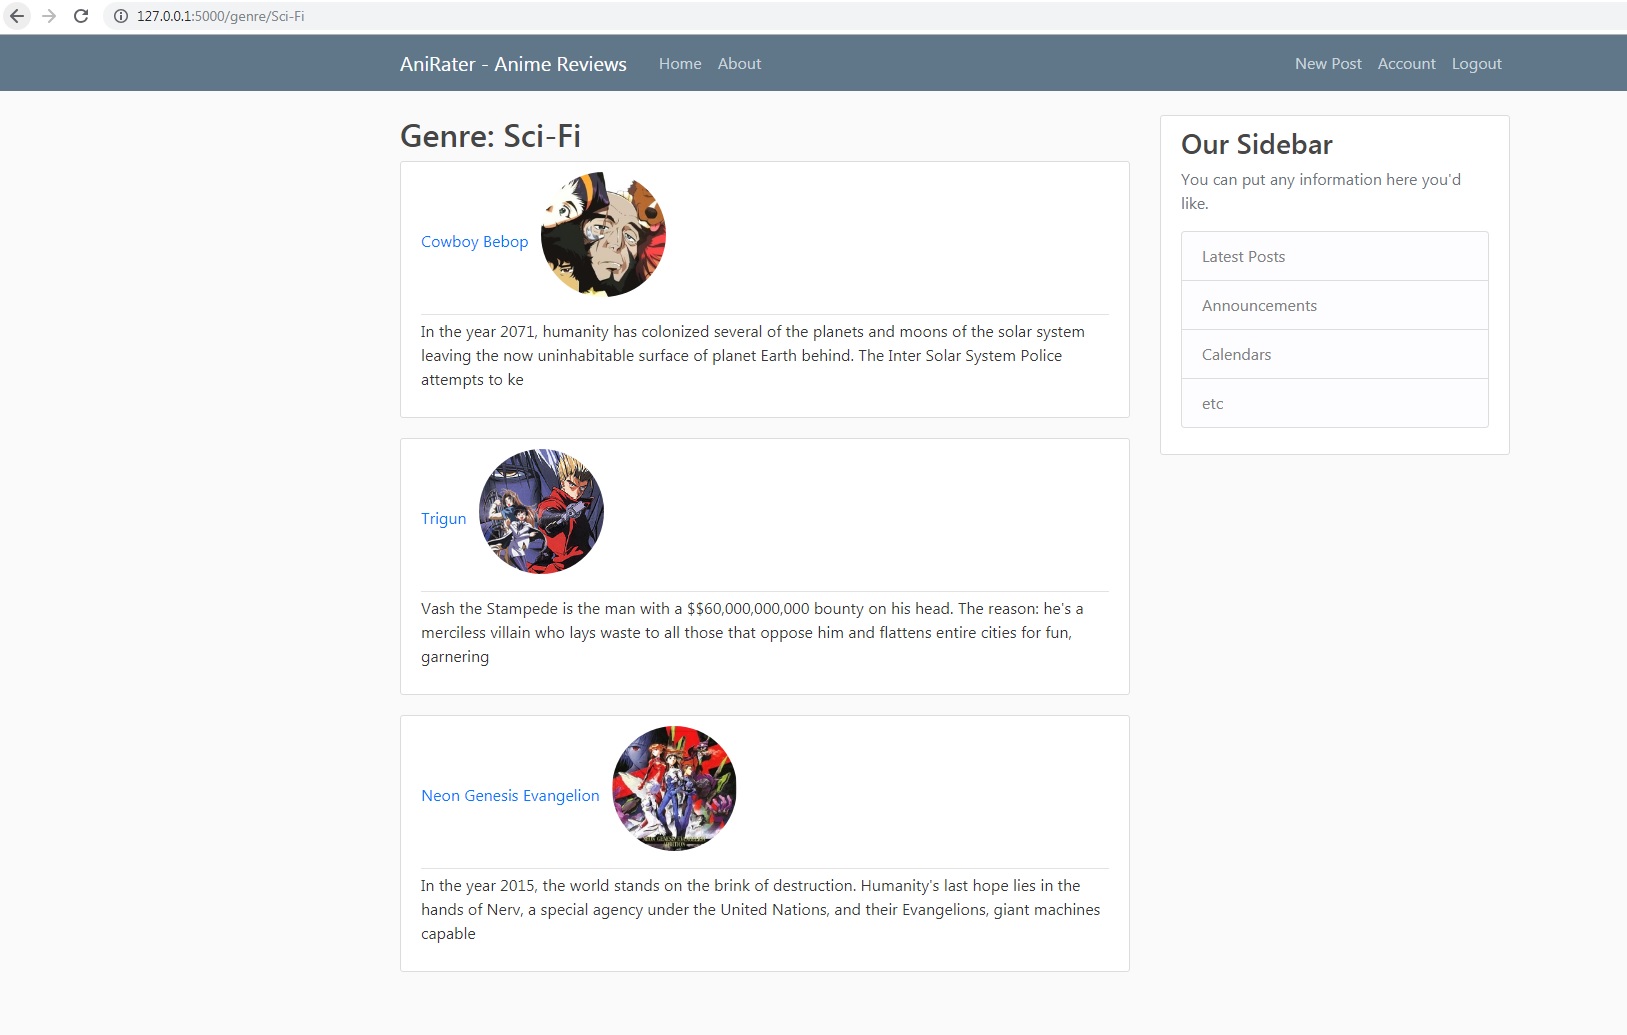 127.0.0.1:5000/genre/Sci-Fi
AniRater - Anime Reviews Home About New Post Account Logout
Genre: Sci-Fi
Cowboy Bebop
In the year 2071, humanity has colonized several of the planets and moons of the solar system
leaving the now uninhabitable surface of planet Earth behind. The Inter Solar System Police
attempts to ke
Trigun
Vash the Stampede is the man with a $$60,000,000,000 bounty on his head. The reason: he's a
merciless villain who lays waste to all those that oppose him and flattens entire cities for fun,
garnering
Neon Genesis Evangelion
In the year 2015, the world stands on the brink of destruction. Humanity's last hope lies in the
hands of Nerv, a special agency under the United Nations, and their Evangelions, giant machines
capable
Our Sidebar
You can put any information here you'd
like.
Latest Posts
Announcements
Calendars
etc